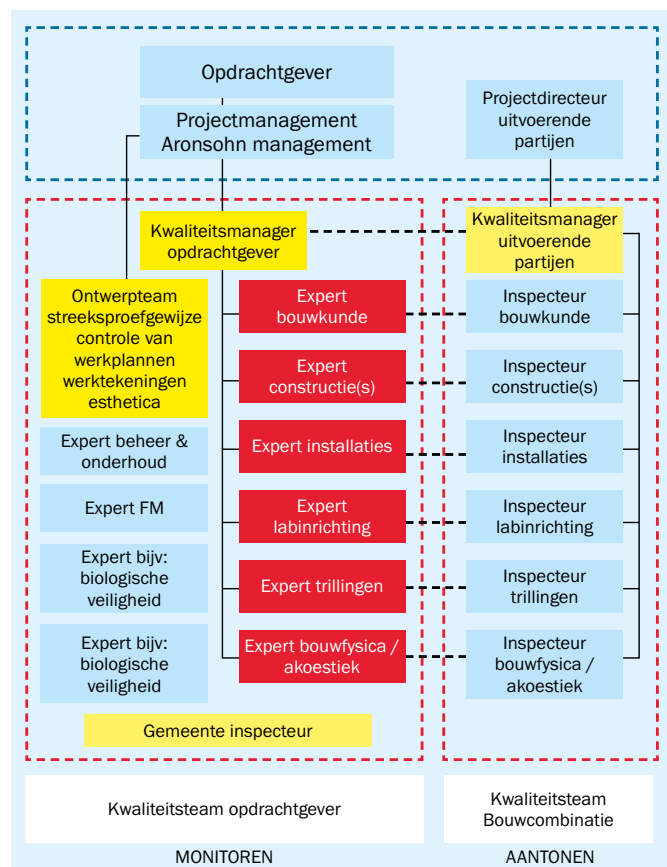 Opdrachtgever
Projectmanagement
Aronsohn management
Projectdirecteur
uitvoerende
partijen
Kwaliteitsmanager
opdrachtgever
Kwaliteitsmanager
uitvoerende
partijen
Ontwerpteam
streeksproefgewijze
controle van
werkplannen
werktekeningen
esthetica
Expert beheer &
onderhoud
Expert FM
Expert bijv:
biologische
veiligheid
Expert bijv:
biologische
veiligheid
Expert
bouwkunde
Expert
constructie(s)
Expert installaties
Expert
labinrichting
Expert trillingen
Expert bouwfysica /
akoestiek
Inspecteur
bouwkunde
Inspecteur
constructie(s)
Inspecteur
installaties
Inspecteur
labinrichting
Inspecteur
trillingen
Inspecteur
bouwfysica /
akoestiek
Gemeente inspecteur
Kwaliteitsteam opdrachtgever
Kwaliteitsteam
Bouwcombinatie
MONITOREN
AANTONEN